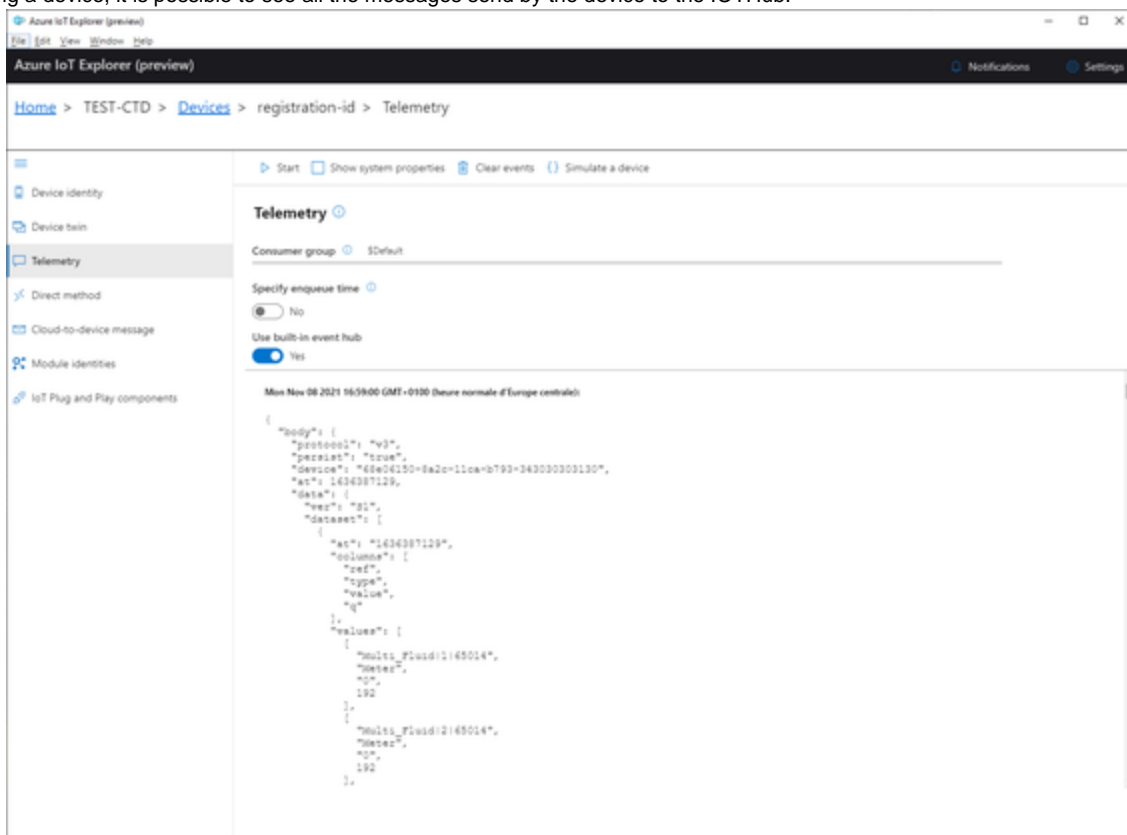 a device, it is possible to see all the messages send by the device to the
Azure IoT Explorer (preview)
File Edit View Window Help
Azure IoT Explorer (preview) Notifications Settings
Home > TEST-CTD > Devices > registration-id > Telemetry
Start Show system properties Clear events {} Simulate a device
Device identity
Device twin
Telemetry
Direct method
Cloud-to-device message
Module identities
IoT Plug and Play components
Telemetry
Consumer group $Default
Specify enqueue time
No
Use built-in event hub
Yes
Mon Nov 08 2021 16:59:00 GMT+0100 (heure normale d'Europe centrale):
{
"body": {
"protocol": "v3",
"persist": "true",
"device": "68e06150-8a2c-11ca-b793-343030303130",
"at": 1636387129,
"data": {
"ver": "S1",
"dataset": [
{
"at": "1636387129",
"columns": [
"ref",
"type",
"value",
"q"
],
"values": [
[
"Multi_Fluid|1|65014",
"Meter",
"0",
192
],
[
"Multi_Fluid|2|65014",
"Meter",
"0",
192
],